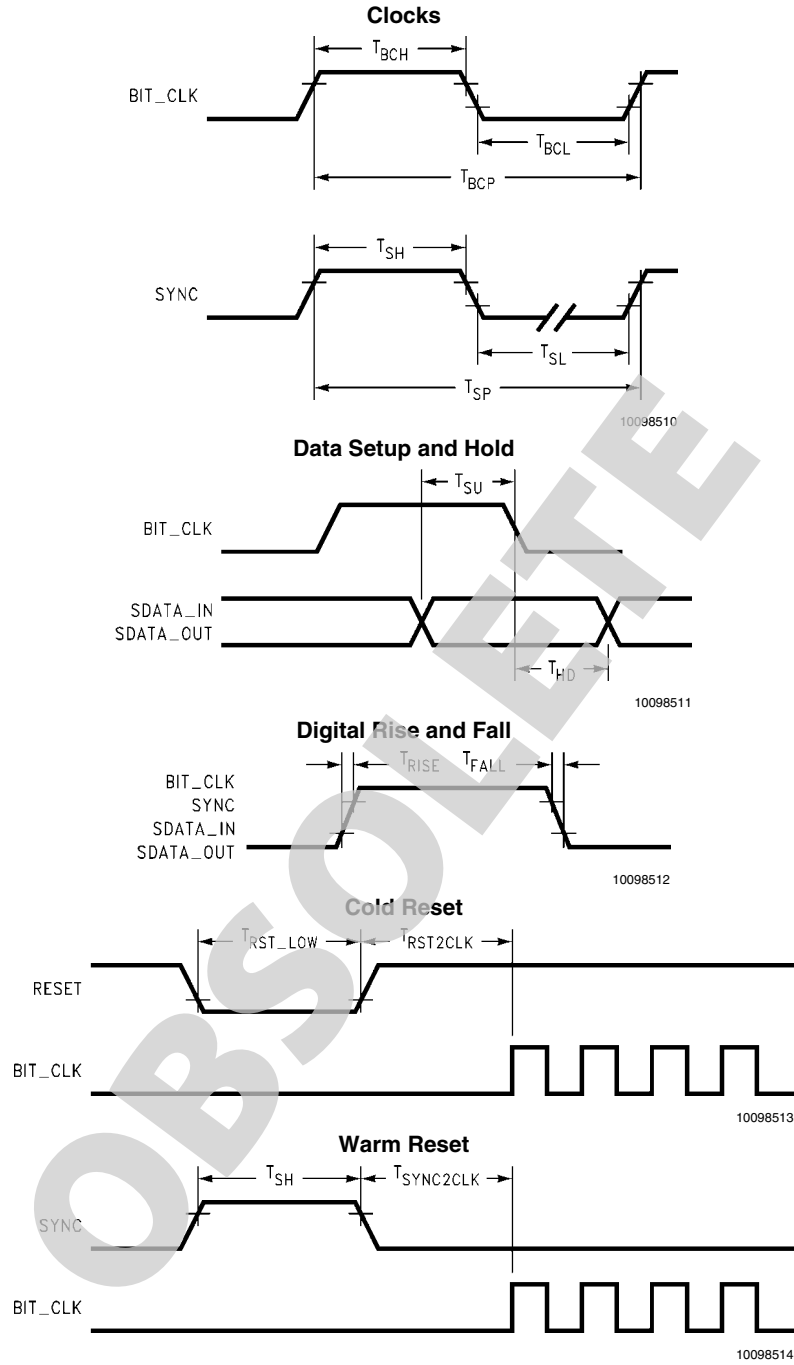 Clocks
T_BCH
BIT_CLK
T_BCL
T_BCP
T_SH
SYNC
T_SL
T_SP
10098510
Data Setup and Hold
T_SU
BIT_CLK
SDATA_IN
SDATA_OUT
T_HD
10098511
Digital Rise and Fall
T_RISE T_FALL
BIT_CLK
SYNC
SDATA_IN
SDATA_OUT
10098512
Cold Reset
T_RST_LOW T_RST2CLK
RESET
BIT_CLK
10098513
Warm Reset
T_SH T_SYNC2CLK
SYNC
BIT_CLK
10098514
OBSOLETE